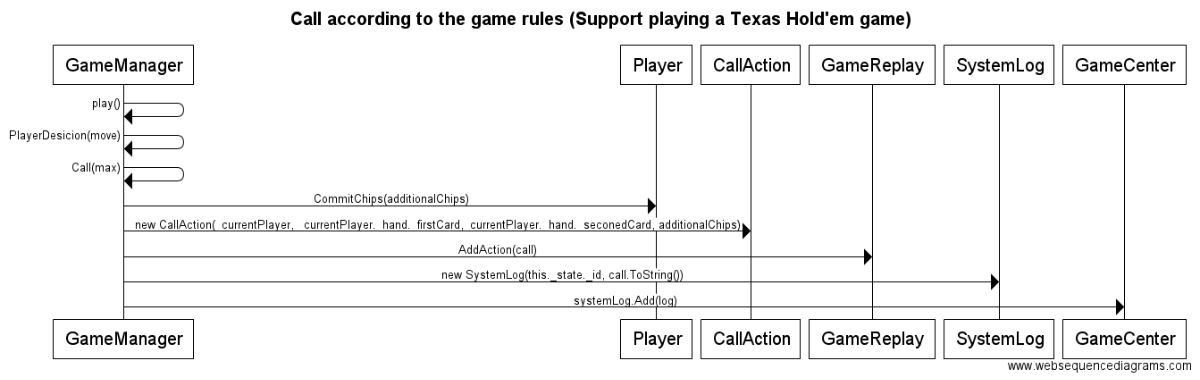 Call according to the game rules (Support playing a Texas Hold'em game)
GameManager Player CallAction GameReplay SystemLog GameCenter
play()
PlayerDesicion(move)
Call(max)
CommitChips(additionalChips)
new CallAction(_currentPlayer, _currentPlayer._hand._firstCard,_currentPlayer._hand._seconedCard, additionalChips)
AddAction(call)
new SystemLog(this._state._id, call.ToString())
systemLog.Add(log)
GameManager Player CallAction GameReplay SystemLog GameCenter
www.websequencediagrams.com